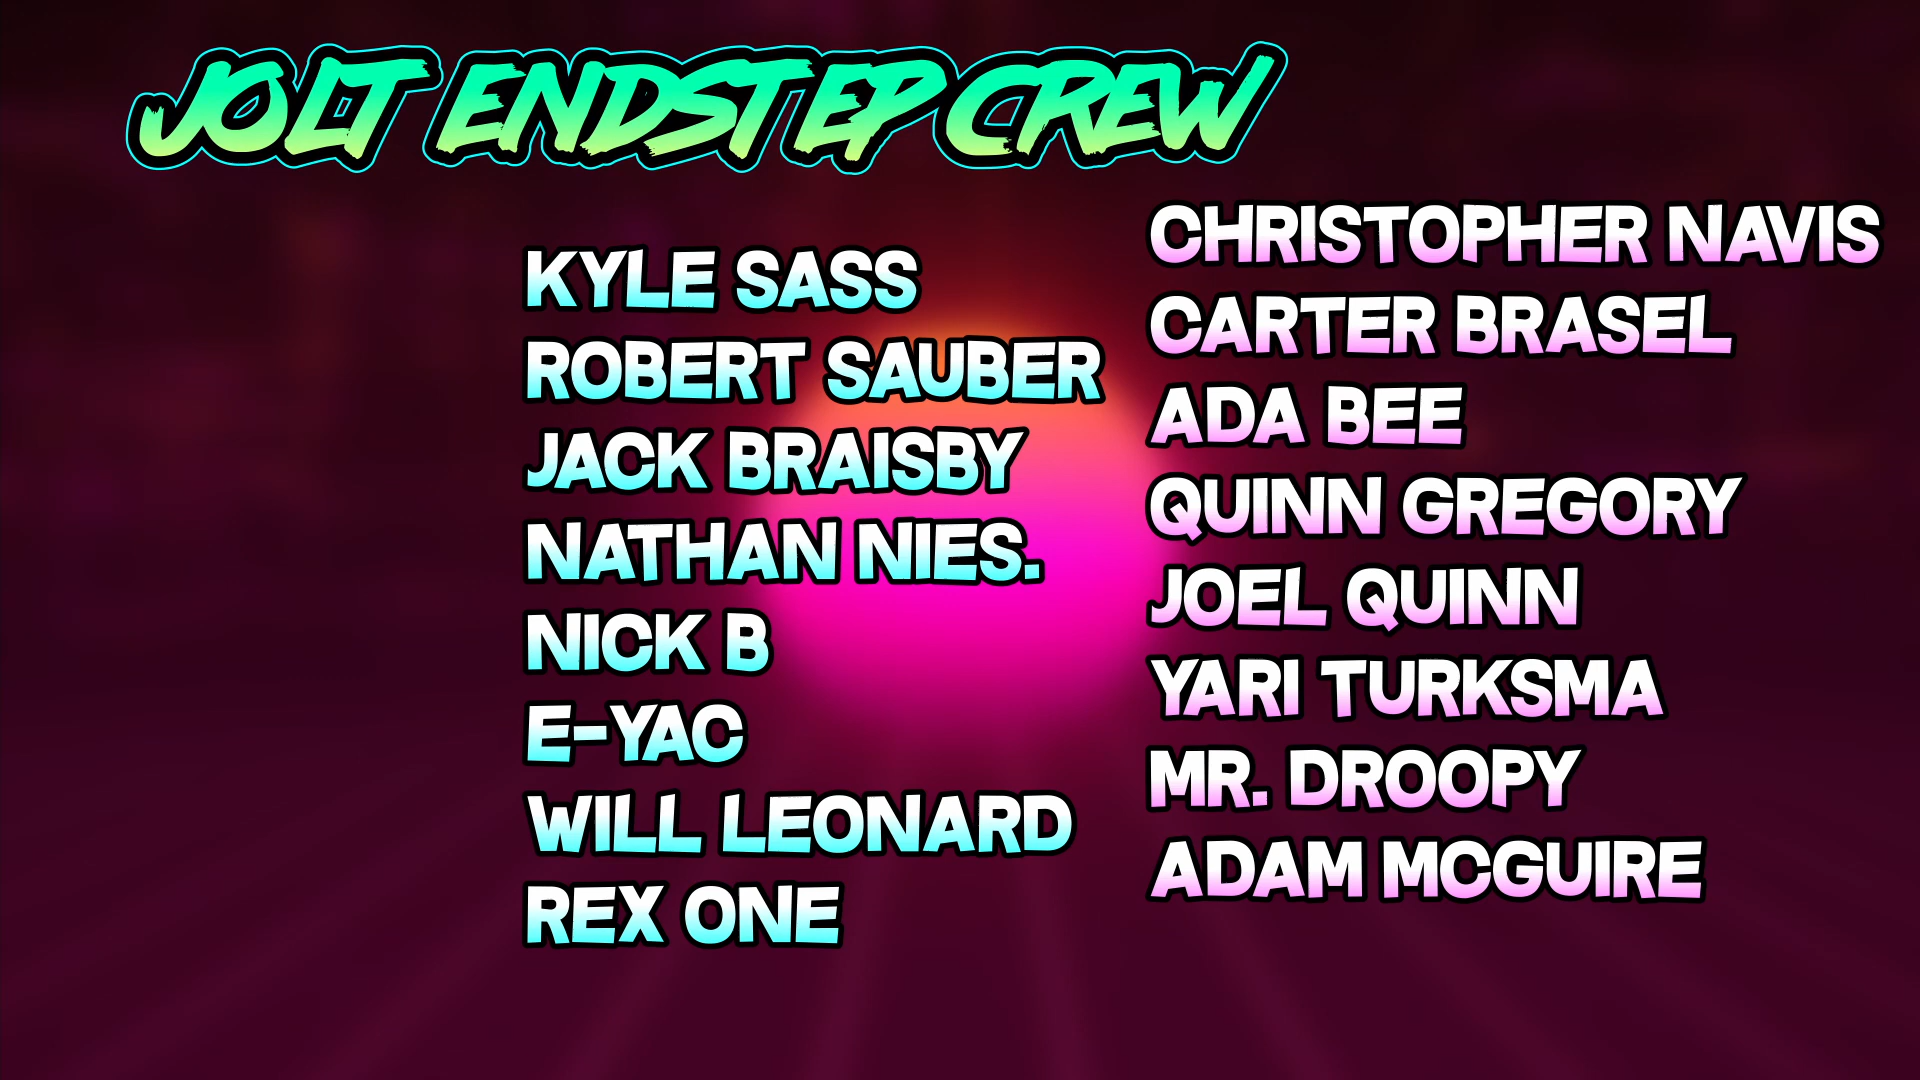 JOLT ENDSTEP CREW
KYLE SASS
ROBERT SAUBER
JACK BRAISBY
NATHAN NIES.
NICK B
E-YAC
WILL LEONARD
REX ONE
CHRISTOPHER NAVIS
CARTER BRASEL
ADA BEE
QUINN GREGORY
JOEL QUINN
YARI TURKSMA
MR. DROOPY
ADAM MCGUIRE